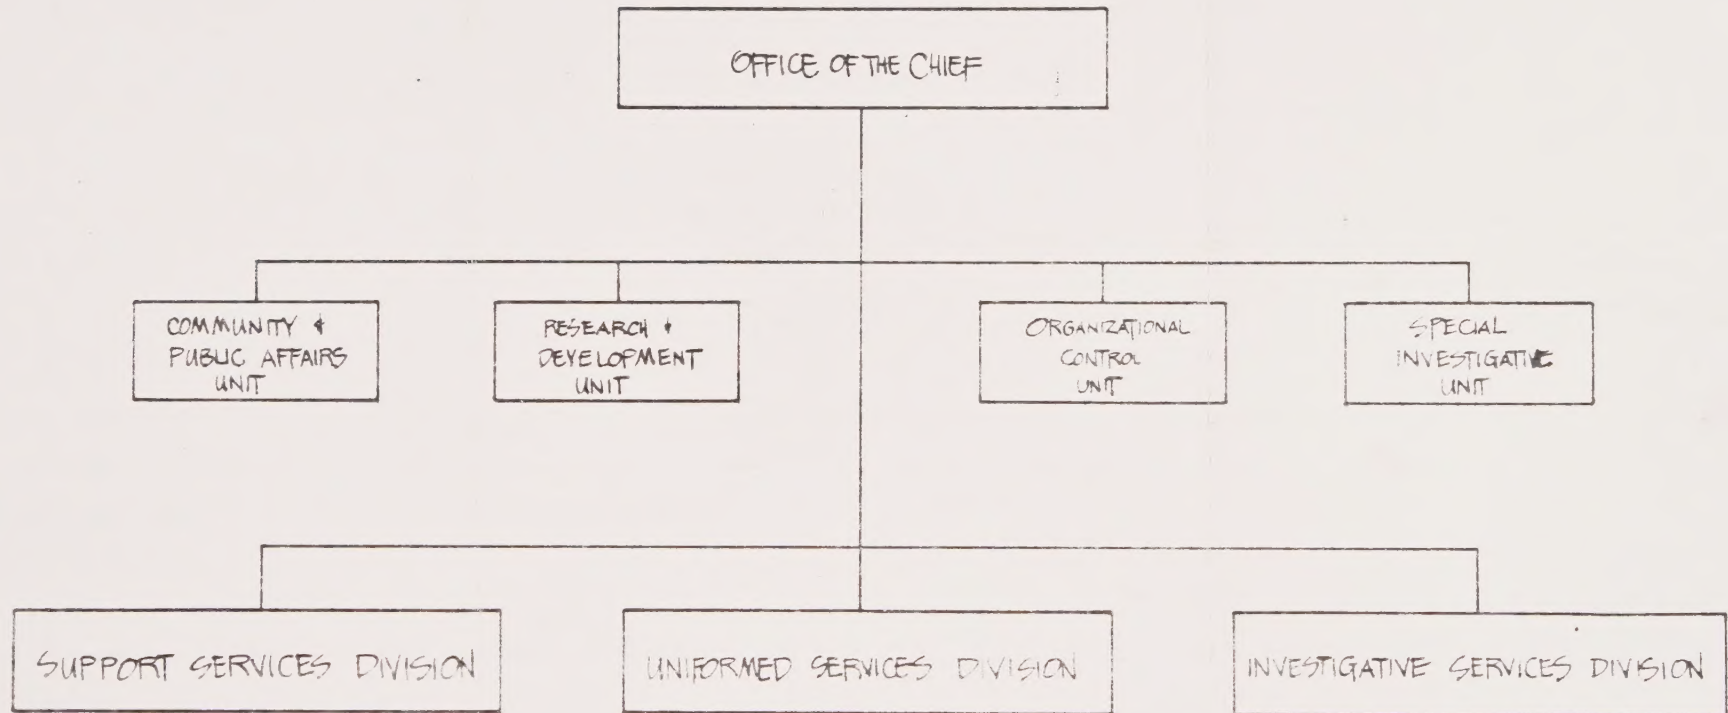 OFFICE OF THE CHIEF
COMMUNITY &
PUBLIC AFFAIRS
UNIT
RESEARCH &
DEVELOPMENT
UNIT
ORGANIZATIONAL
CONTROL
UNIT
SPECIAL
INVESTIGATIVE
UNIT
SUPPORT SERVICES DIVISION
UNIFORMED SERVICES DIVISION
INVESTIGATIVE SERVICES DIVISION